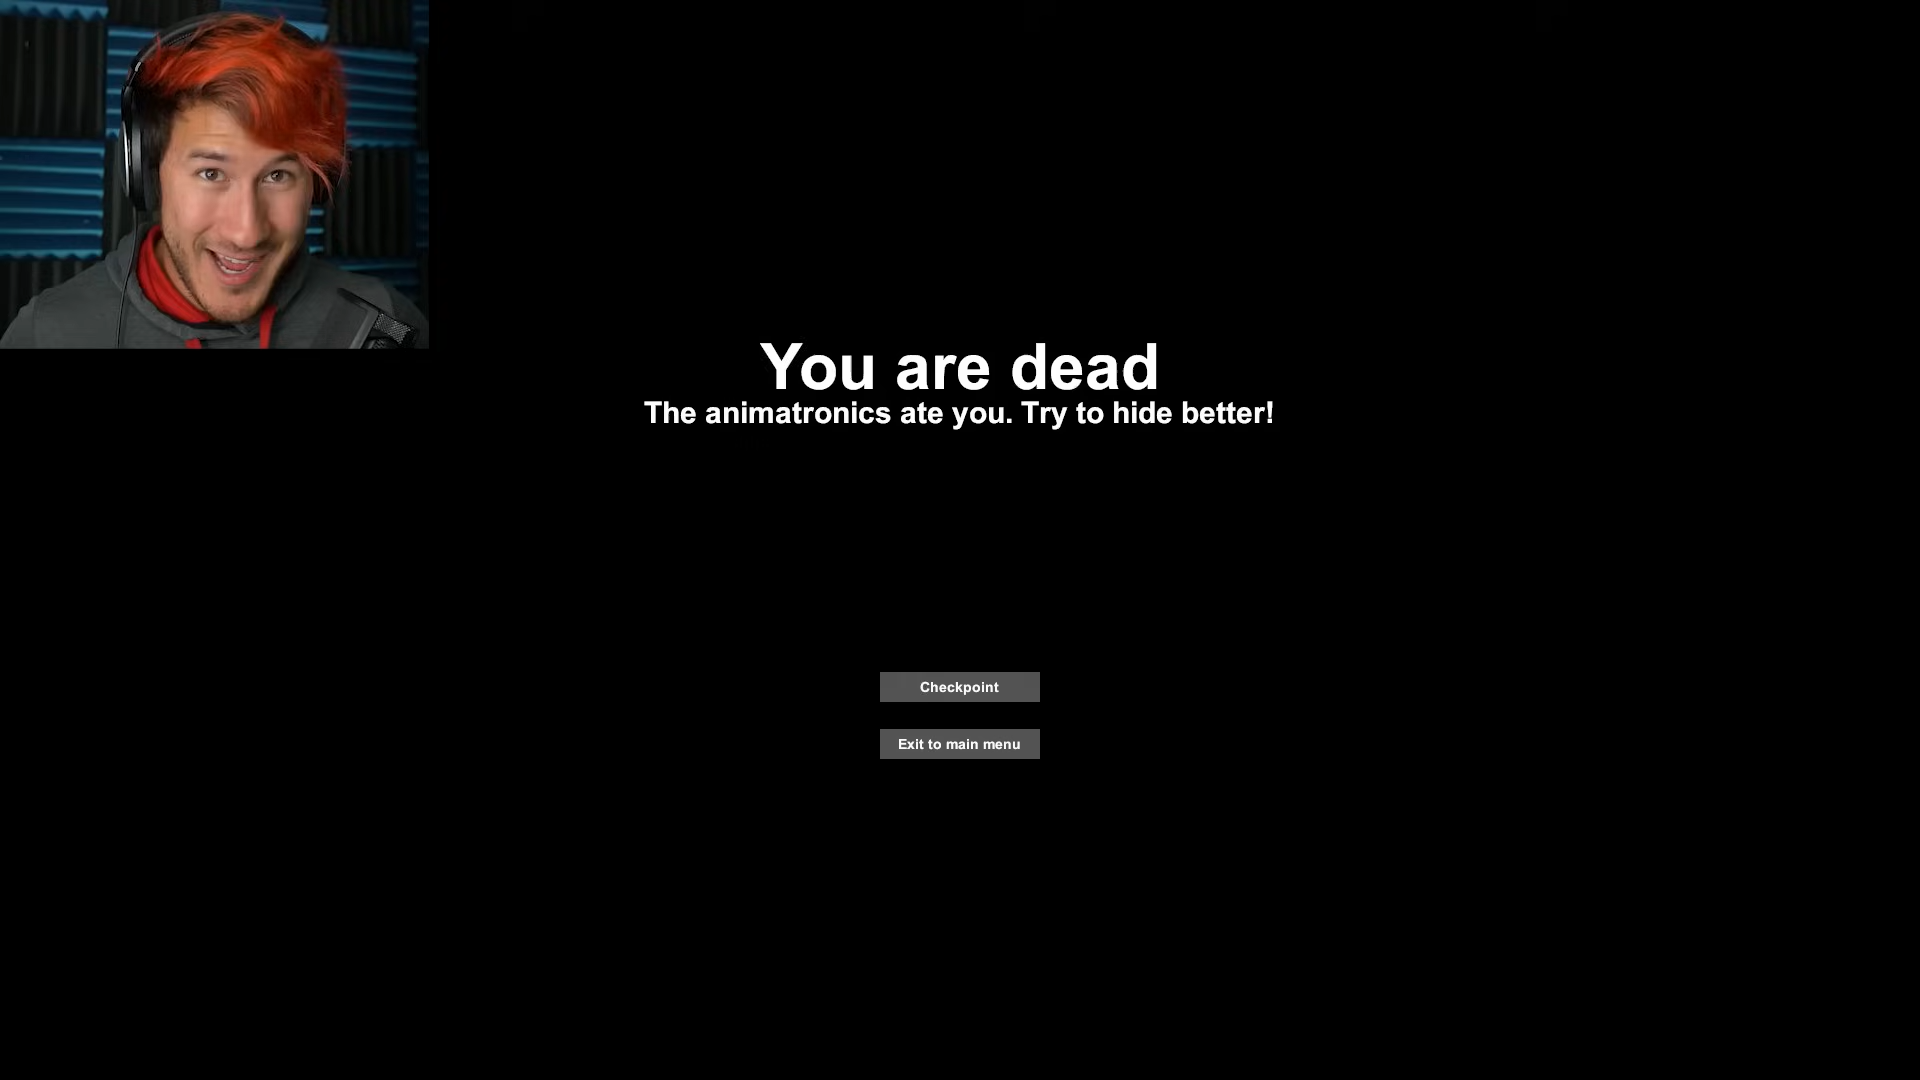 You are dead
The animatronics ate you. Try to hide better!
Checkpoint
Exit to main menu